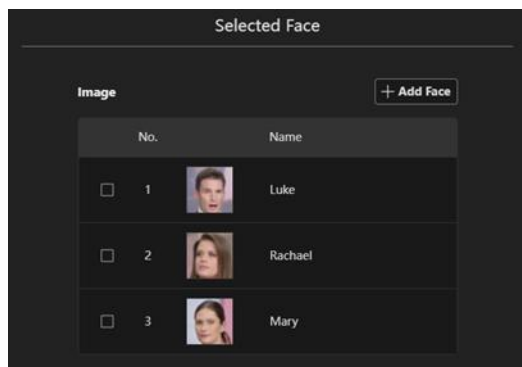 Selected Face
Image
+ Add Face
No. Name
1 Luke
2 Rachael
3 Mary